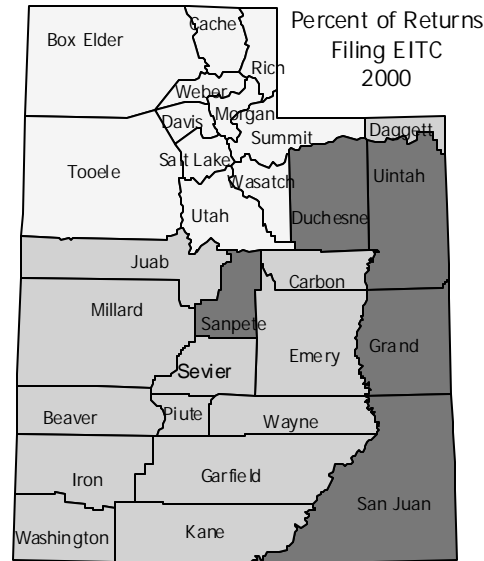 Percent of Returns
Filing EITC
2000
Box Elder
Cache
Rich
Weber
Morgan
Davis
Summit
Daggett
Salt Lake
Tooele
Wasatch
Uintah
Utah
Duchesne
Juab
Carbon
Millard
Sanpete
Emery
Grand
Sevier
Beaver
Piute
Wayne
Iron
Garfield
San Juan
Washington
Kane